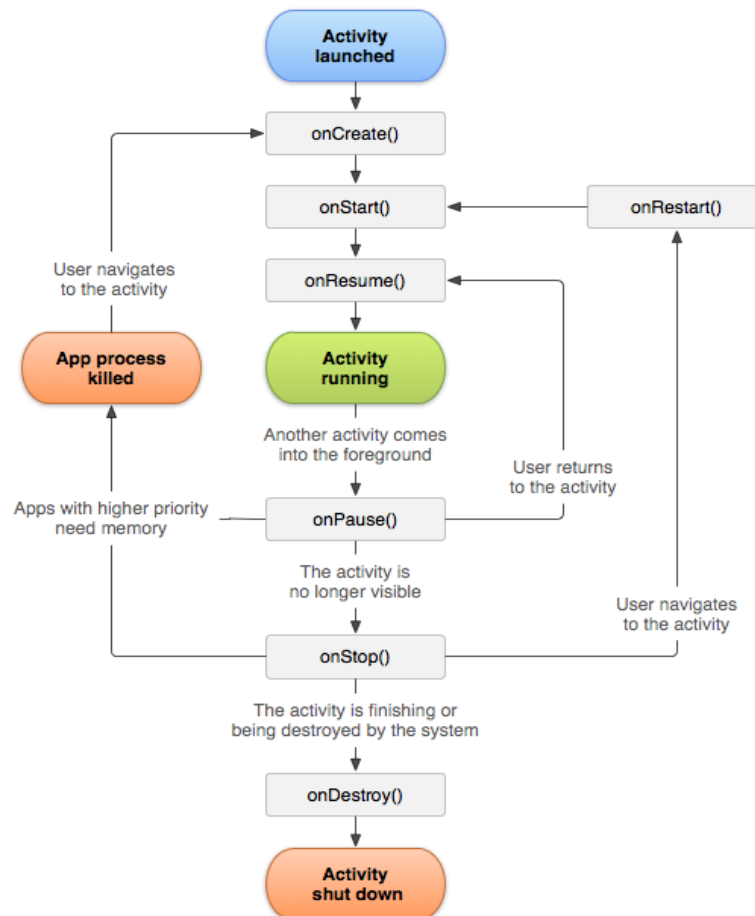 Activity
launched
onCreate()
onStart()
onRestart()
User navigates
to the activity
onResume()
App process
killed
Activity
running
Another activity comes
into the foreground
User returns
to the activity
Apps with higher priority
need memory
onPause()
The activity is
no longer visible
User navigates
to the activity
onStop()
The activity is finishing or
being destroyed by the system
onDestroy()
Activity
shut down